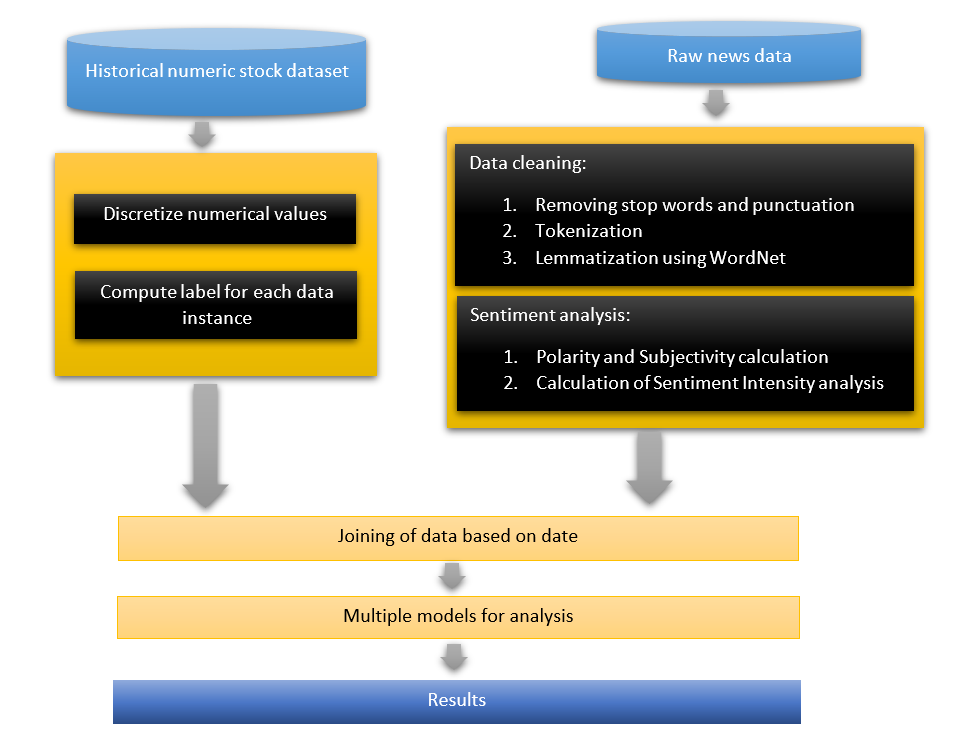 Historical numeric stock dataset
Raw news data
Discretize numerical values
Compute label for each data
instance
Data cleaning:
1. Removing stop words and punctuation
2. Tokenization
3. Lemmatization using WordNet
Sentiment analysis:
1. Polarity and Subjectivity calculation
2. Calculation of Sentiment Intensity analysis
Joining of data based on date
Multiple models for analysis
Results